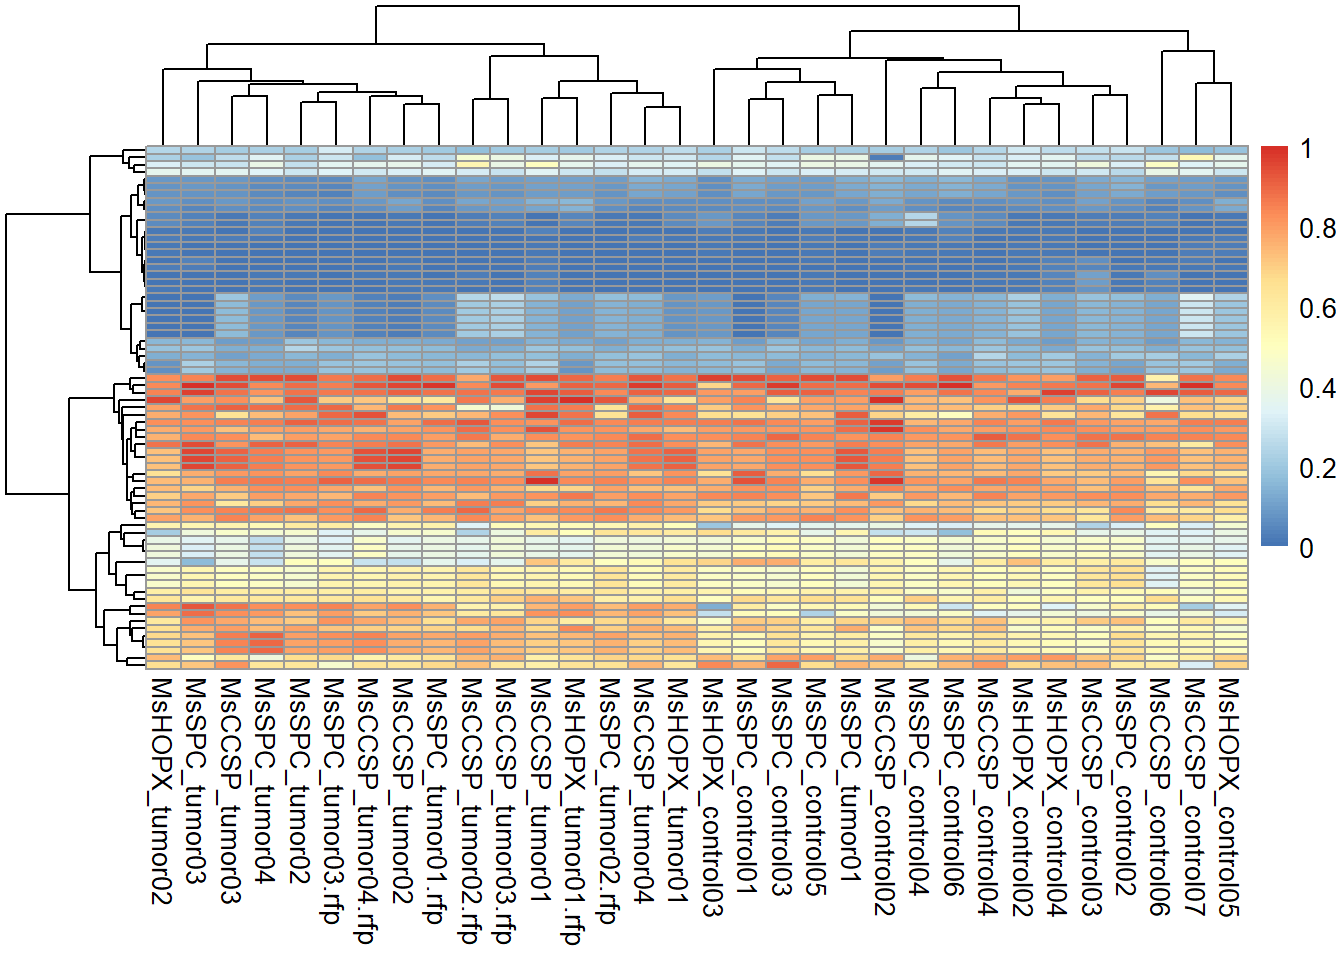 1
0.8
0.6
0.4
0.2
0
MsHOPX_tumor02
MsSPC_tumor03
MsCCSP_tumor03
MsSPC_tumor04
MsSPC_tumor02
MsSPC_tumor03.rfp
MsCCSP_tumor04.rfp
MsCCSP_tumor02
MsSPC_tumor01.rfp
MsCCSP_tumor02.rfp
MsCCSP_tumor03.rfp
MsCCSP_tumor01
MsHOPX_tumor01.rfp
MsSPC_tumor02.rfp
MsCCSP_tumor04
MsHOPX_tumor01
MsHOPX_control03
MsSPC_control01
MsSPC_control03
MsSPC_control05
MsSPC_tumor01
MsCCSP_control02
MsSPC_control04
MsSPC_control06
MsCCSP_control04
MsHOPX_control02
MsHOPX_control04
MsCCSP_control03
MsSPC_control02
MsCCSP_control06
MsCCSP_control07
MsHOPX_control05